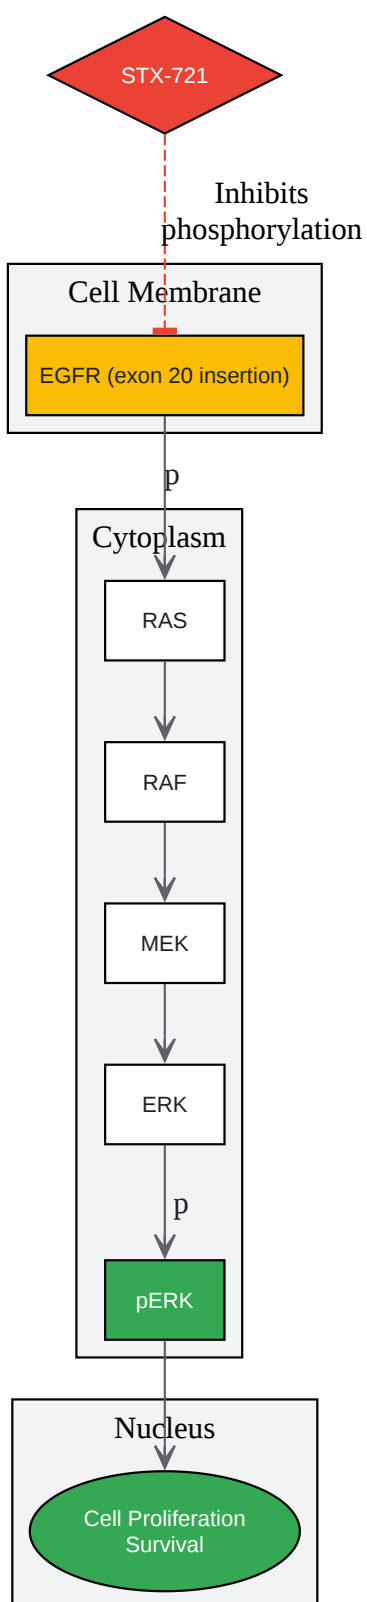 STX-721
Inhibits
phosphorylation
Cell Membrane
EGFR (exon 20 insertion)
p
Cytoplasm
RAS
RAF
MEK
ERK
p
pERK
Nucleus
Cell Proliferation
Survival